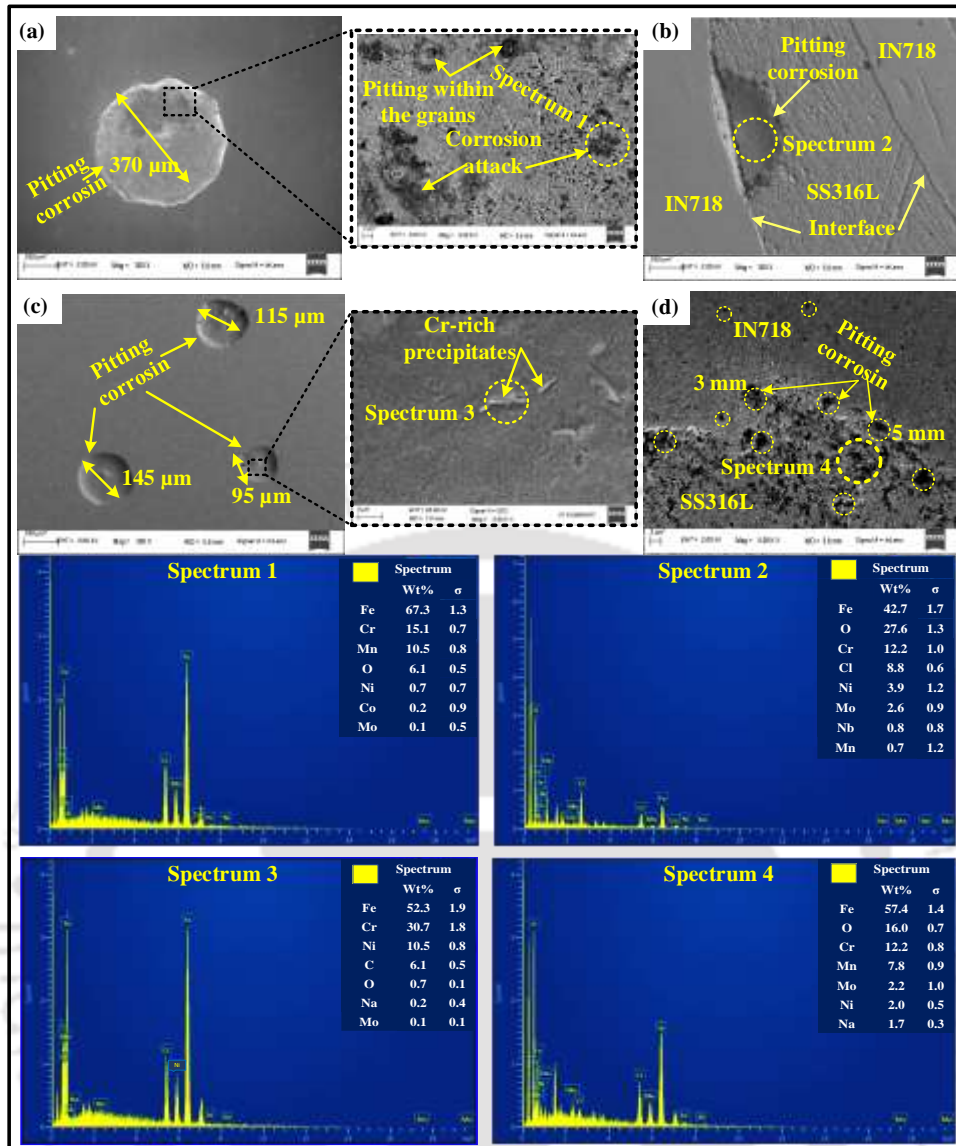 (a)
370 µm
Pitting
corrosin
Pitting within
the grains
Spectrum 1
Corrosion
attack
(b)
IN718
Pitting
corrosion
Spectrum 2
IN718
SS316L
Interface
(c)
115 µm
Pitting
corrosin
145 µm
95 µm
Cr-rich
precipitates
Spectrum 3
(d)
IN718
Pitting
corrosin
3 mm
5 mm
Spectrum 4
SS316L
Spectrum 1
Spectrum
Wt% σ
Fe 67.3 1.3
Cr 15.1 0.7
Mn 10.5 0.8
O 6.1 0.5
Ni 0.7 0.7
Co 0.2 0.9
Mo 0.1 0.5
Spectrum 2
Spectrum
Wt% σ
Fe 42.7 1.7
O 27.6 1.3
Cr 12.2 1.0
Cl 8.8 0.6
Ni 3.9 1.2
Mo 2.6 0.9
Nb 0.8 0.8
Mn 0.7 1.2
Spectrum 3
Spectrum
Wt% σ
Fe 52.3 1.9
Cr 30.7 1.8
Ni 10.5 0.8
C 6.1 0.5
O 0.7 0.1
Na 0.2 0.4
Mo 0.1 0.1
Spectrum 4
Spectrum
Wt% σ
Fe 57.4 1.4
O 16.0 0.7
Cr 12.2 0.8
Mn 7.8 0.9
Mo 2.2 1.0
Ni 2.0 0.5
Na 1.7 0.3